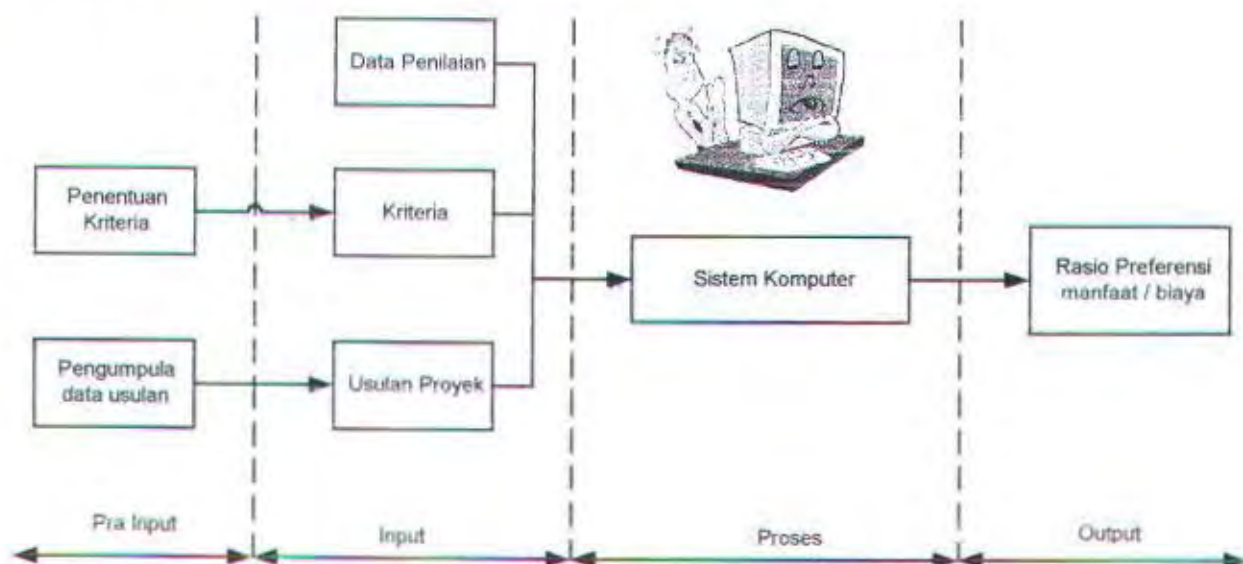 Data Penilaian
Penentuan
Kriteria
Kriteria
Sistem Komputer
Rasio Preferensi
manfaat / biaya
Pengumpula
data usulan
Usulan Proyek
Pra Input
Input
Proses
Output